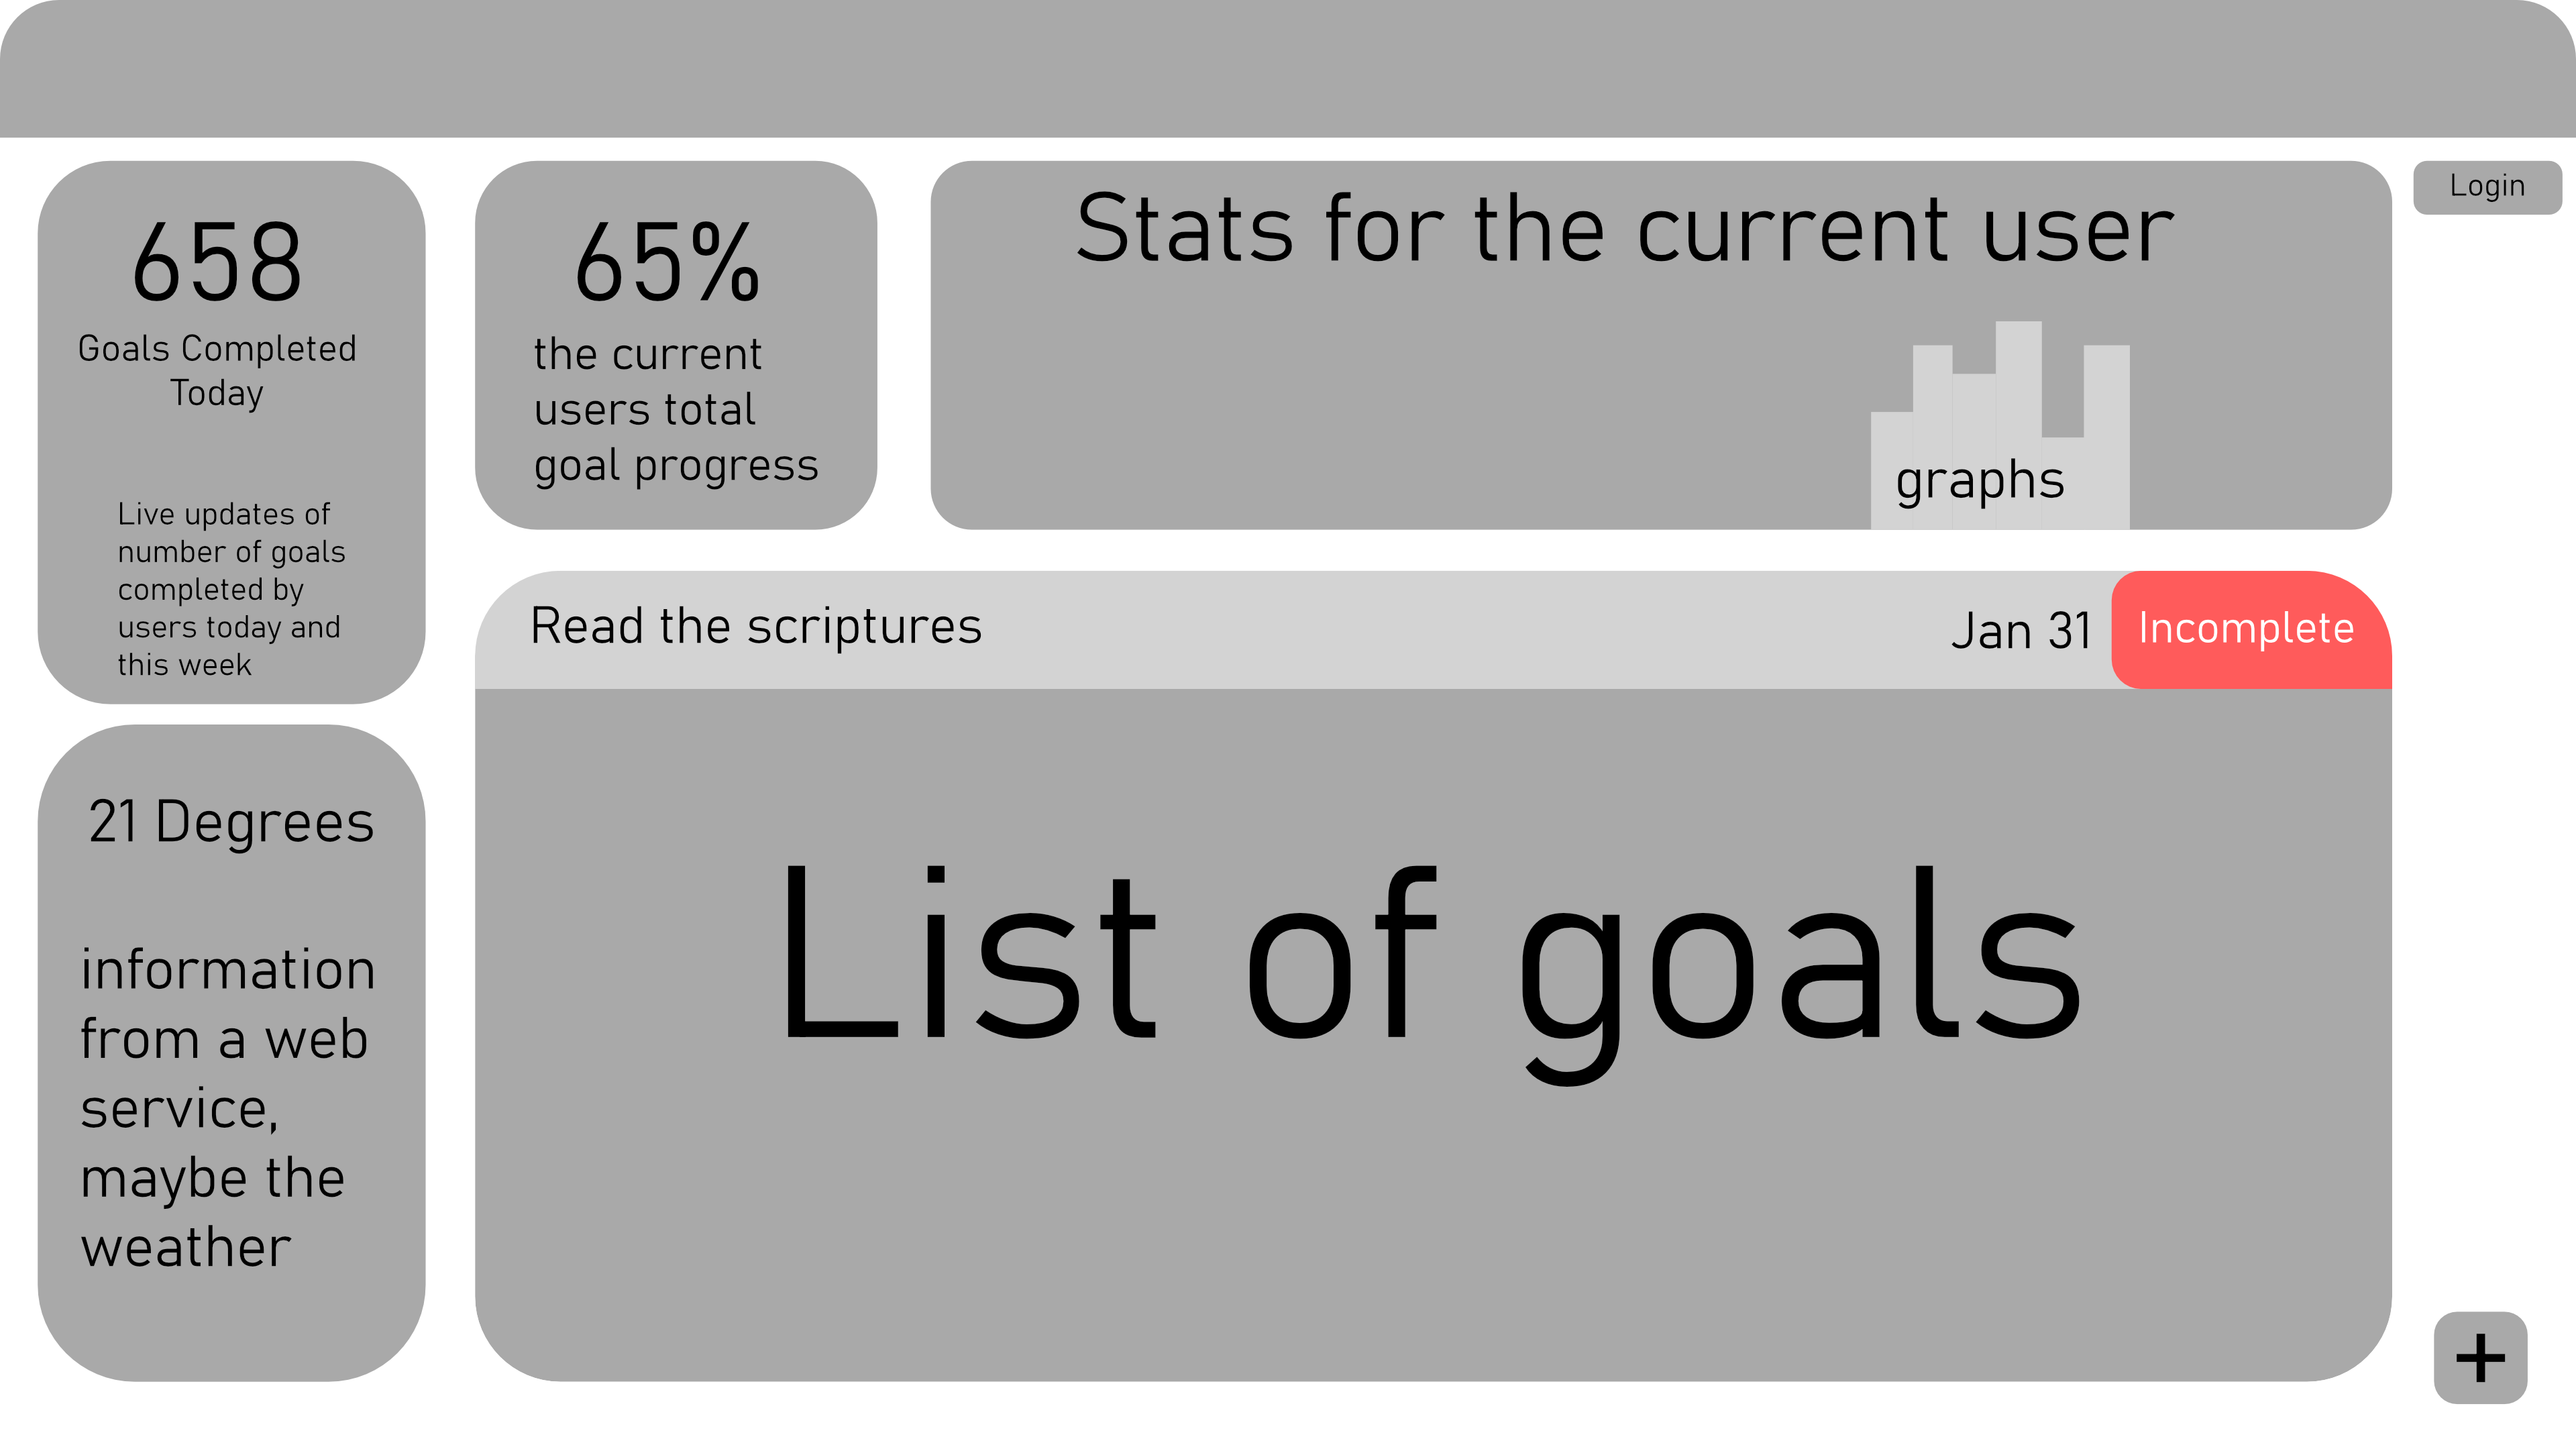 658
Goals Completed
Today
Live updates of
number of goals
completed by
users today and
this week
65%
the current
users total
goal progress
Stats for the current user
graphs
Login
Read the scriptures
Jan 31
Incomplete
List of goals
21 Degrees
information
from a web
service,
maybe the
weather
+